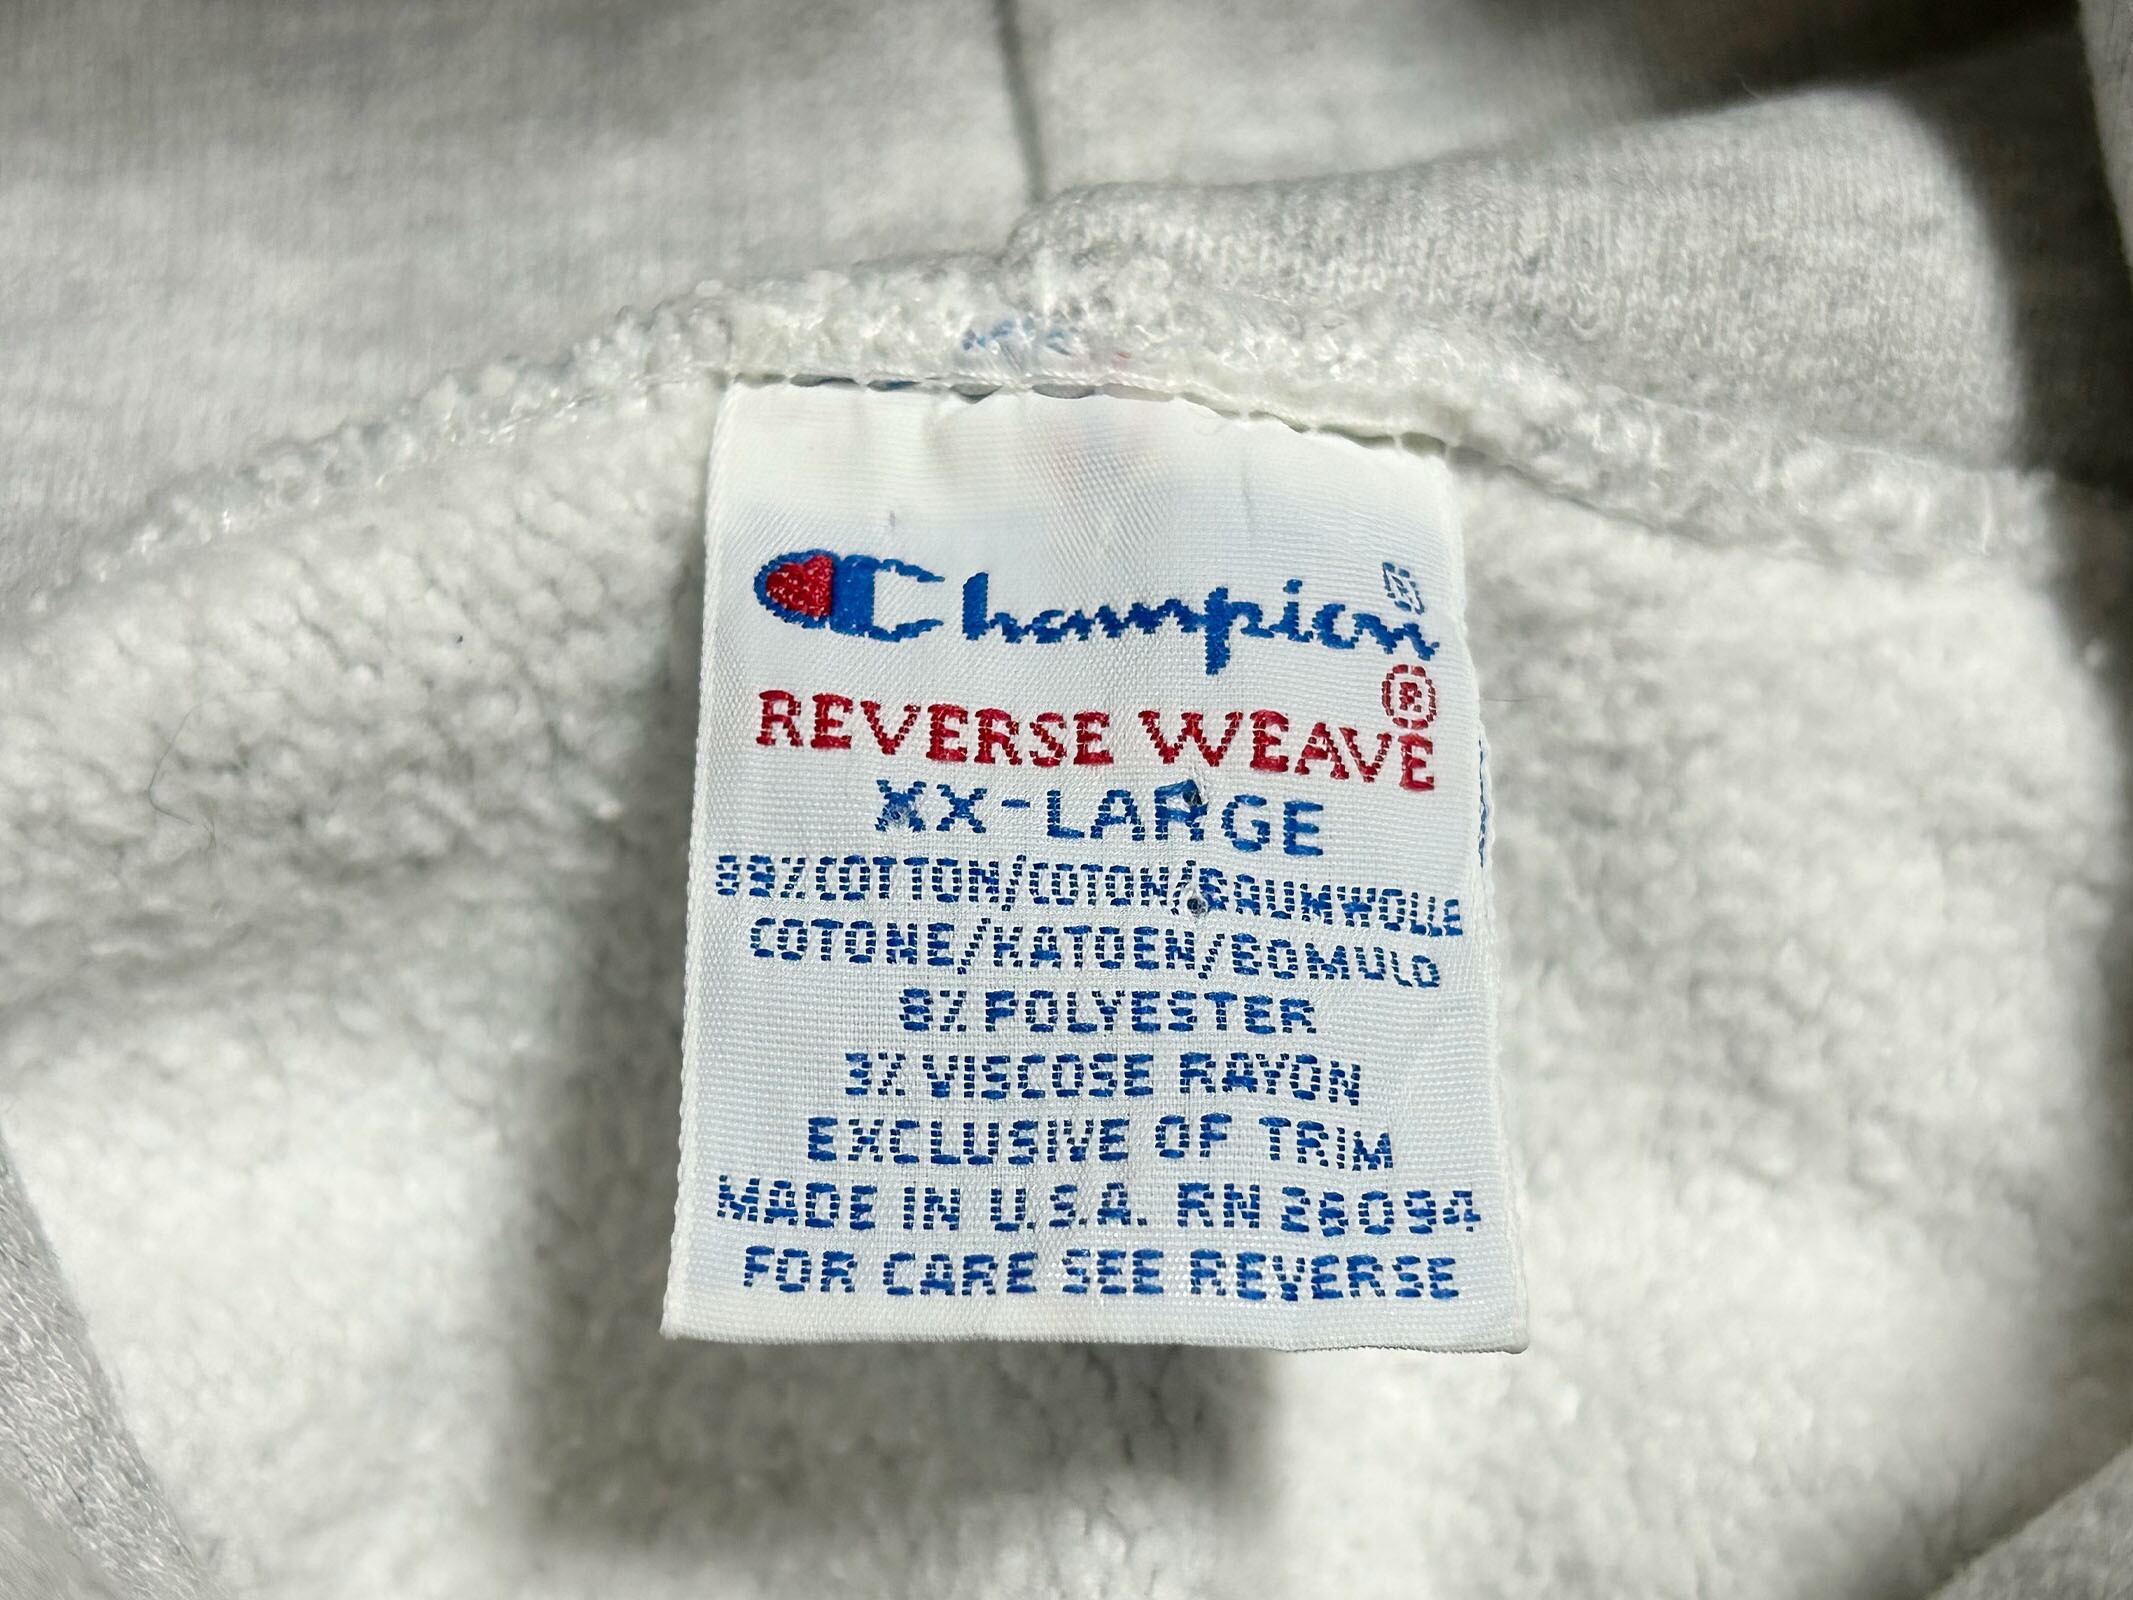 Champion®
REVERSE WEAVE®
XX-LARGE
89% COTTON/COTON/BAUMWOLLE
COTONE/KATOEN/BOMULD
8% POLYESTER
3% VISCOSE RAYON
EXCLUSIVE OF TRIM
MADE IN U.S.A. RN 26094
FOR CARE SEE REVERSE